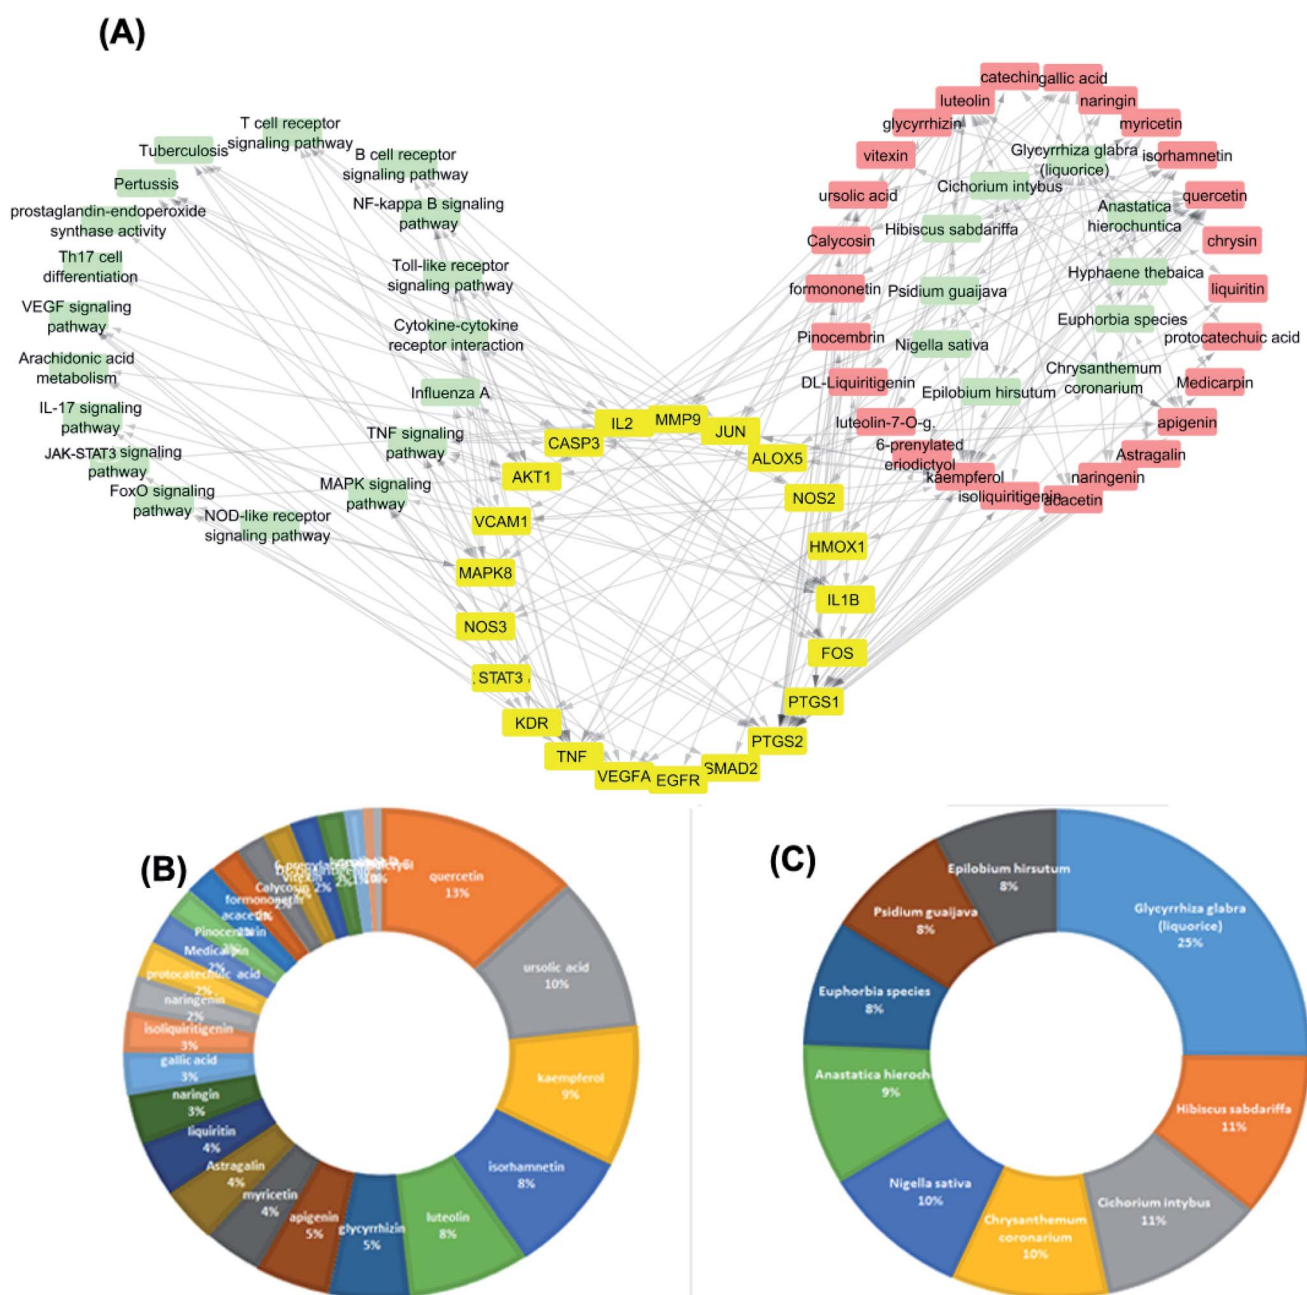 (A)
T cell receptor
signaling pathway
Tuberculosis
B cell receptor
signaling pathway
Pertussis
NF-kappa B signaling
pathway
prostaglandin-endoperoxide
synthase activity
Th17 cell
differentiation
Toll-like receptor
signaling pathway
VEGF signaling
pathway
Cytokine-cytokine
receptor interaction
Arachidonic acid
metabolism
Influenza A
IL-17 signaling
pathway
TNF signaling
pathway
JAK-STAT3 signaling
pathway
FoxO signaling
pathway
MAPK signaling
pathway
NOD-like receptor
signaling pathway
catechin
gallic acid
luteolin
naringin
glycyrrhizin
myricetin
vitexin
isorhamnetin
ursolic acid
quercetin
Calycosin
chrysin
formononetin
liquiritin
Pinocembrin
protocatechuic acid
DL-Liquiritigenin
Medicarpin
luteolin-7-O-g.
apigenin
6-prenylated
eriodictyol
Astragalin
kaempferol
naringenin
isoliquiritigenin
acacetin
Glycyrrhiza glabra
(liquorice)
Cichorium intybus
Anastatica
hierochuntica
Hibiscus sabdariffa
Hyphaene thebaica
Psidium guaijava
Euphorbia species
Nigella sativa
Chrysanthemum
coronarium
Epilobium hirsutum
IL2
MMP9
JUN
CASP3
ALOX5
AKT1
NOS2
VCAM1
HMOX1
MAPK8
IL1B
NOS3
FOS
STAT3
PTGS1
KDR
PTGS2
TNF
SMAD2
VEGFA
EGFR
(B)
quercetin
13%
ursolic acid
10%
kaempferol
9%
isorhamnetin
8%
luteolin
8%
glycyrrhizin
5%
apigenin
5%
myricetin
4%
Astragalin
4%
liquiritin
4%
naringin
3%
gallic acid
3%
isoliquiritigenin
3%
naringenin
2%
protocatechuic acid
2%
Medicarpin
2%
Pinocembrin
acacetin
formononetin
Calycosin
2%
vitexin
2%
(C)
Glycyrrhiza glabra
(liquorice)
25%
Hibiscus sabdariffa
11%
Cichorium intybus
11%
Chrysanthemum
coronarium
10%
Nigella sativa
10%
Anastatica hieroch
9%
Euphorbia species
8%
Psidium guaijava
8%
Epilobium hirsutum
8%